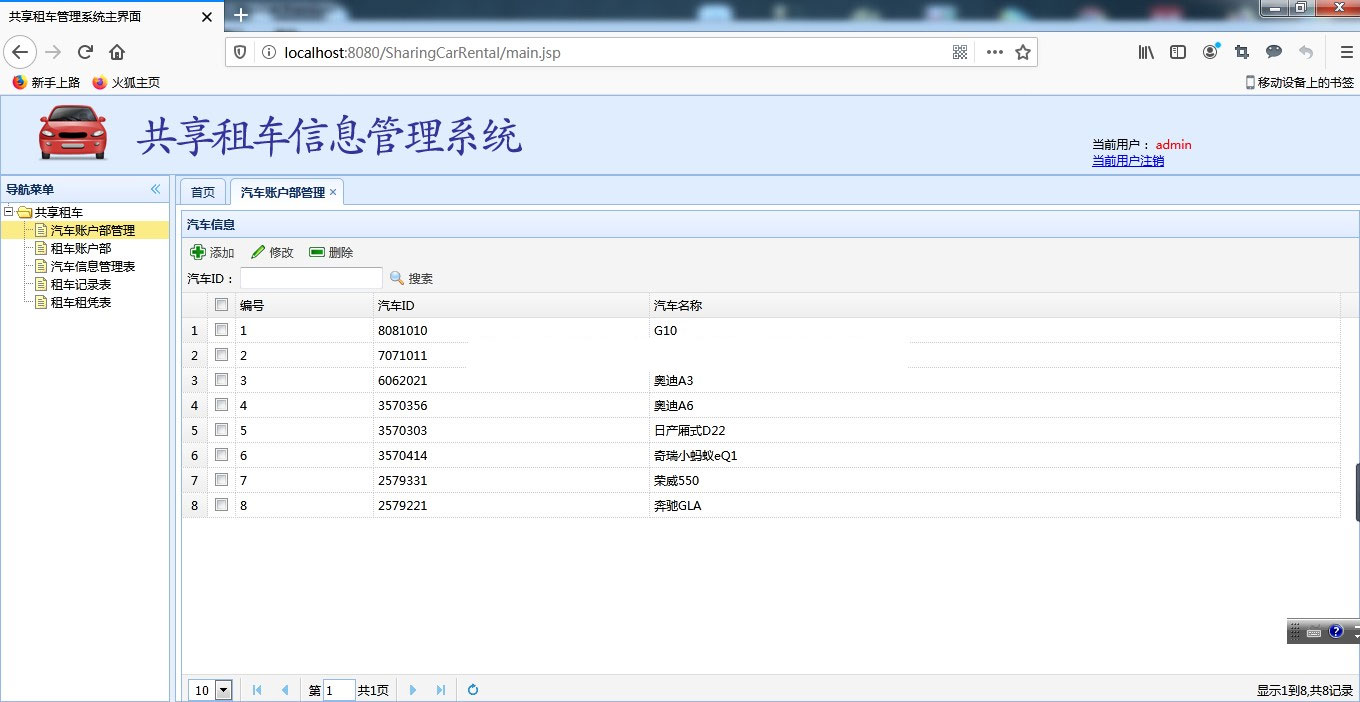 共享租车管理系统主界面
localhost:8080/SharingCarRental/main.jsp
新手上路 火狐主页 移动设备上的书签
共享租车信息管理系统
当前用户： admin
当前用户注销
导航菜单
共享租车
汽车账户部管理
租车账户部
汽车信息管理表
租车记录表
租车租凭表
首页 汽车账户部管理
汽车信息
添加 修改 删除
汽车ID： 搜索
编号 汽车ID 汽车名称
1 1 8081010 G10
2 2 7071011
3 3 6062021 奥迪A3
4 4 3570356 奥迪A6
5 5 3570303 日产厢式D22
6 6 3570414 奇瑞小蚂蚁eQ1
7 7 2579331 荣威550
8 8 2579221 奔驰GLA
10 第 1 共1页 显示1到8,共8记录